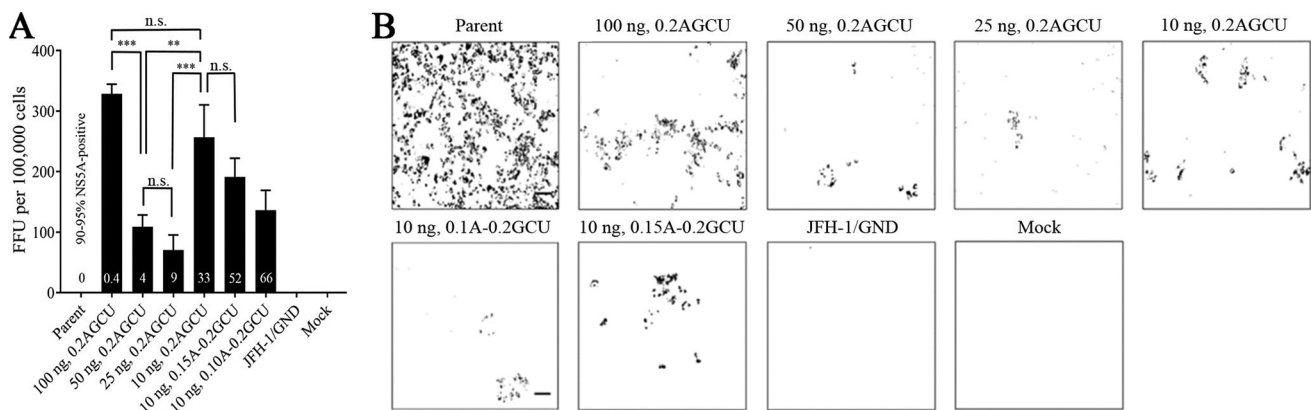 A
n.s.
***
**
***
n.s.
n.s.
FFU per 100,000 cells
400
300
200
100
0
90-95% NS5A-positive
0
0.4
4
9
33
52
66
Parent
100 ng, 0.2AGCU
50 ng, 0.2AGCU
25 ng, 0.2AGCU
10 ng, 0.2AGCU
10 ng, 0.15A-0.2GCU
10 ng, 0.10A-0.2GCU
JFH-1/GND
Mock
B
Parent
100 ng, 0.2AGCU
50 ng, 0.2AGCU
25 ng, 0.2AGCU
10 ng, 0.2AGCU
10 ng, 0.1A-0.2GCU
10 ng, 0.15A-0.2GCU
JFH-1/GND
Mock